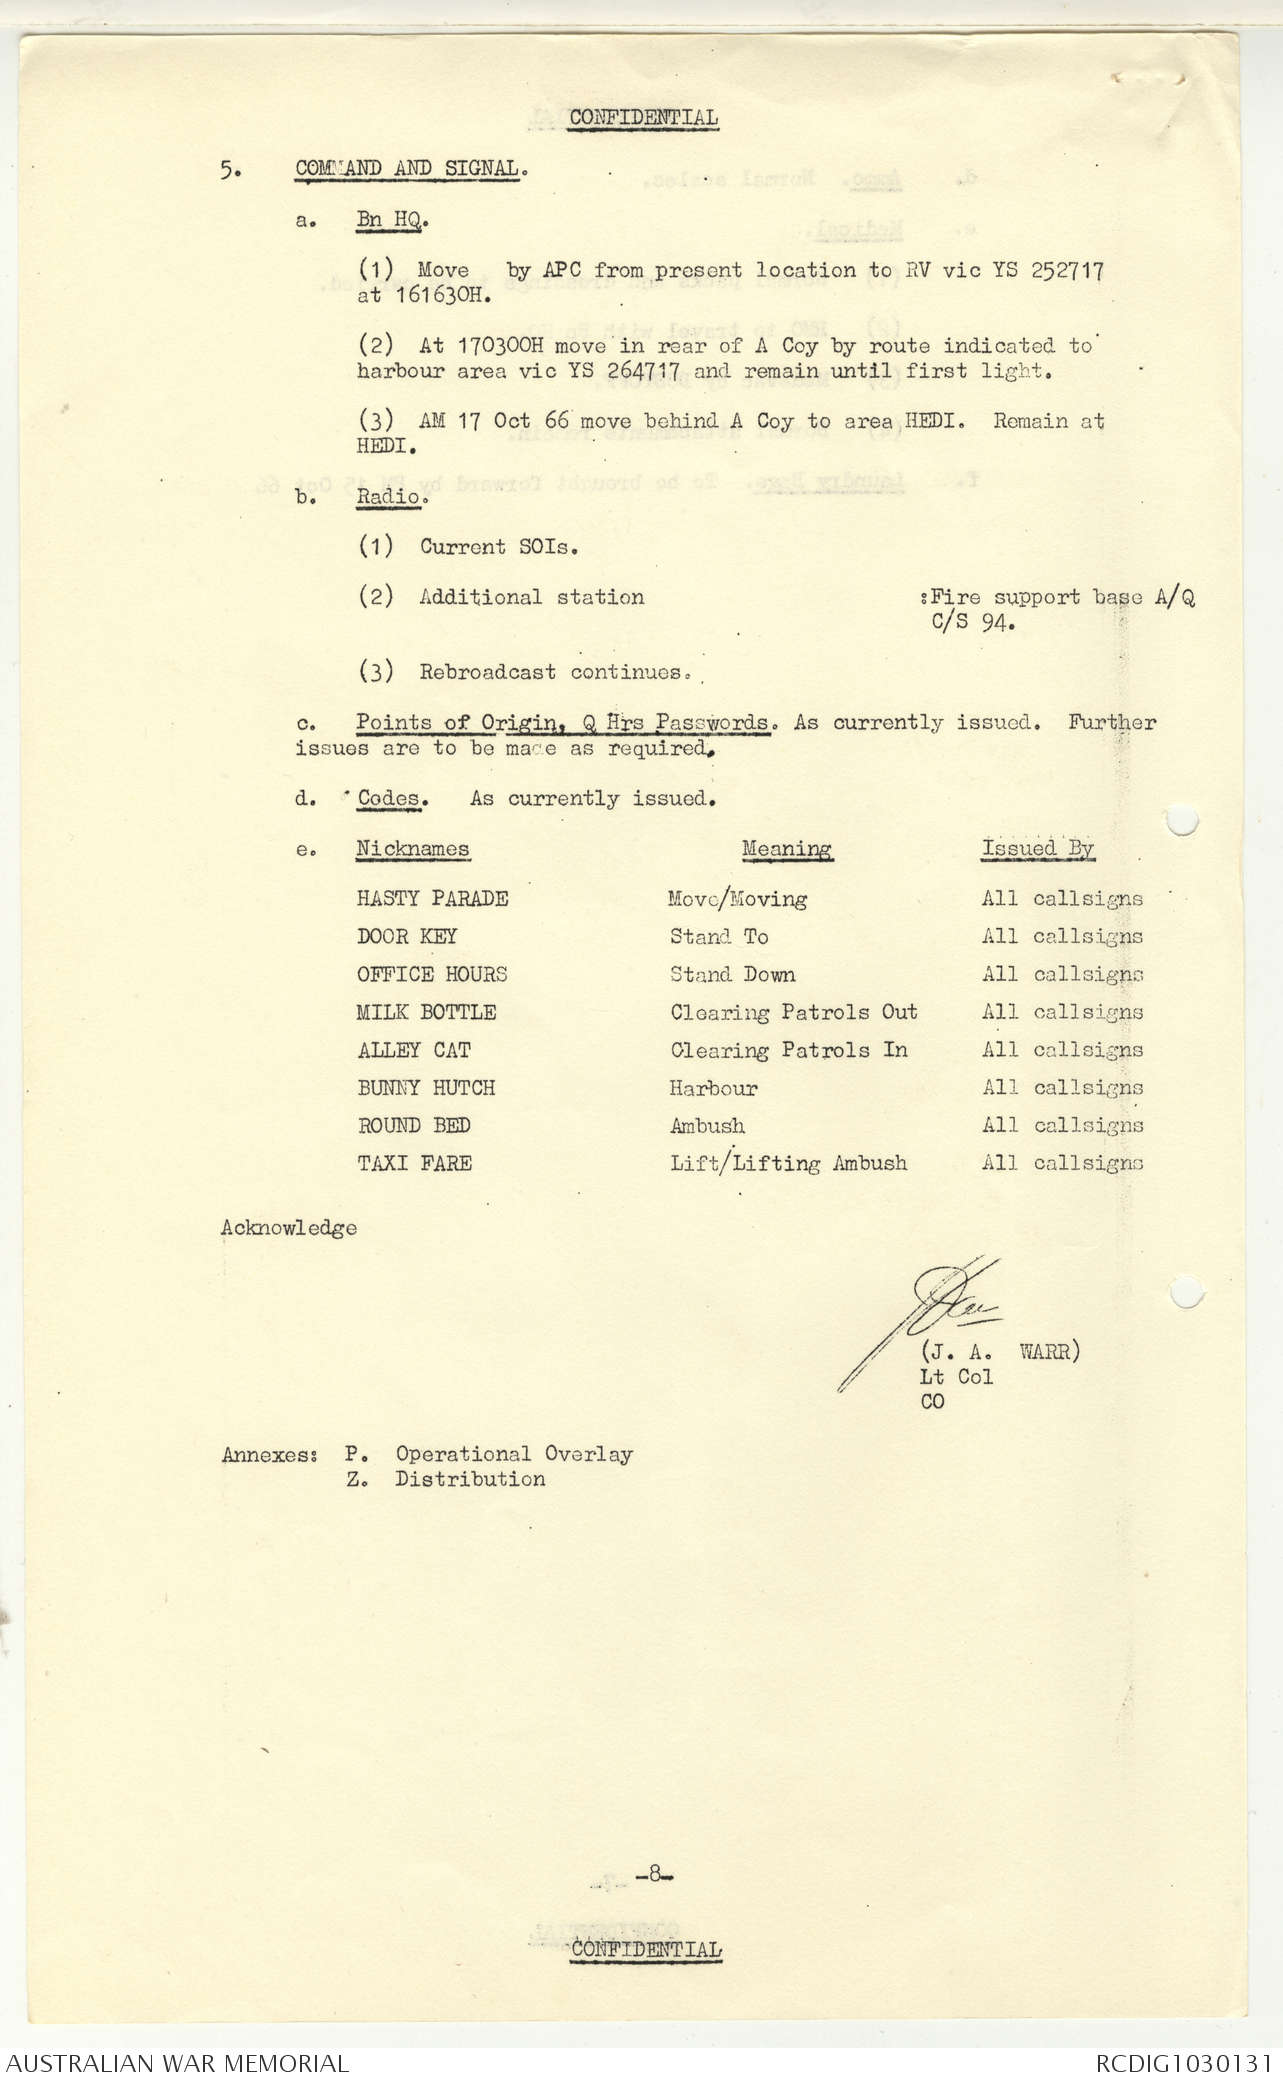 CONFIDENTIAL
5. COMMAND AND SIGNAL.
a. Bn HQ.
(1) Move by APC from present location to RV vic YS 252717
at 161630H.
(2) At 170300H move in rear of A Coy by route indicated to
harbour area vic YS 264717 and remain until first light.
(3) AM 17 Oct 66 move behind A Coy to area HEDI. Remain at
HEDI.
b. Radio.
(1) Current SOIs.
(2) Additional station :Fire support base A/Q
C/S 94.
(3) Rebroadcast continues.
c. Points of Origin, Q Hrs Passwords. As currently issued. Further
issues are to be made as required.
d. Codes. As currently issued.
e. Nicknames Meaning Issued By
HASTY PARADE Move/Moving All callsigns
DOOR KEY Stand To All callsigns
OFFICE HOURS Stand Down All callsigns
MILK BOTTLE Clearing Patrols Out All callsigns
ALLEY CAT Clearing Patrols In All callsigns
BUNNY HUTCH Harbour All callsigns
ROUND BED Ambush All callsigns
TAXI FARE Lift/Lifting Ambush All callsigns
Acknowledge
(J. A. WARR)
Lt Col
CO
Annexes: P. Operational Overlay
Z. Distribution
-8-
CONFIDENTIAL
AUSTRALIAN WAR MEMORIAL RCDIG1030131